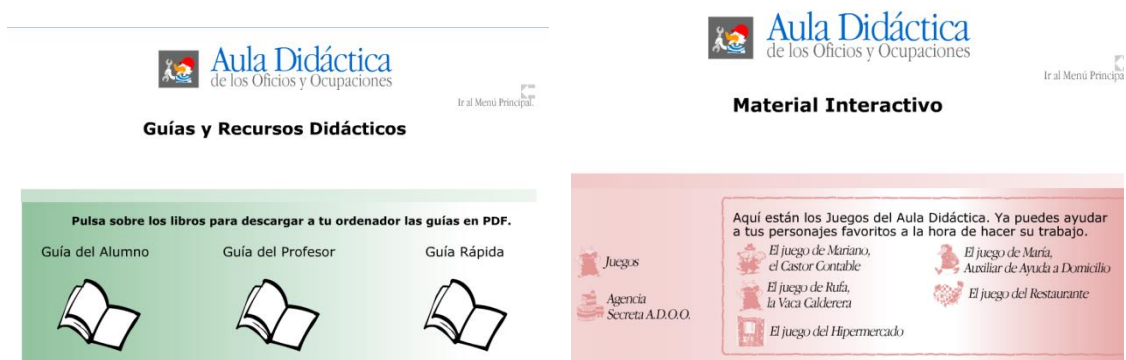 Aula Didáctica
de los Oficios y Ocupaciones
Ir al Menú Principal.
Guías y Recursos Didácticos
Pulsa sobre los libros para descargar a tu ordenador las guías en PDF.
Guía del Alumno
Guía del Profesor
Guía Rápida
Aula Didáctica
de los Oficios y Ocupaciones
Ir al Menú Principa
Material Interactivo
Juegos
Agencia
Secreta A.D.O.O.
Aquí están los Juegos del Aula Didáctica. Ya puedes ayudar
a tus personajes favoritos a la hora de hacer su trabajo.
El juego de Mariano,
el Castor Contable
El juego de María,
Auxiliar de Ayuda a Domicilio
El juego de Rufa,
la Vaca Calderera
El juego del Restaurante
El juego del Hipermercado